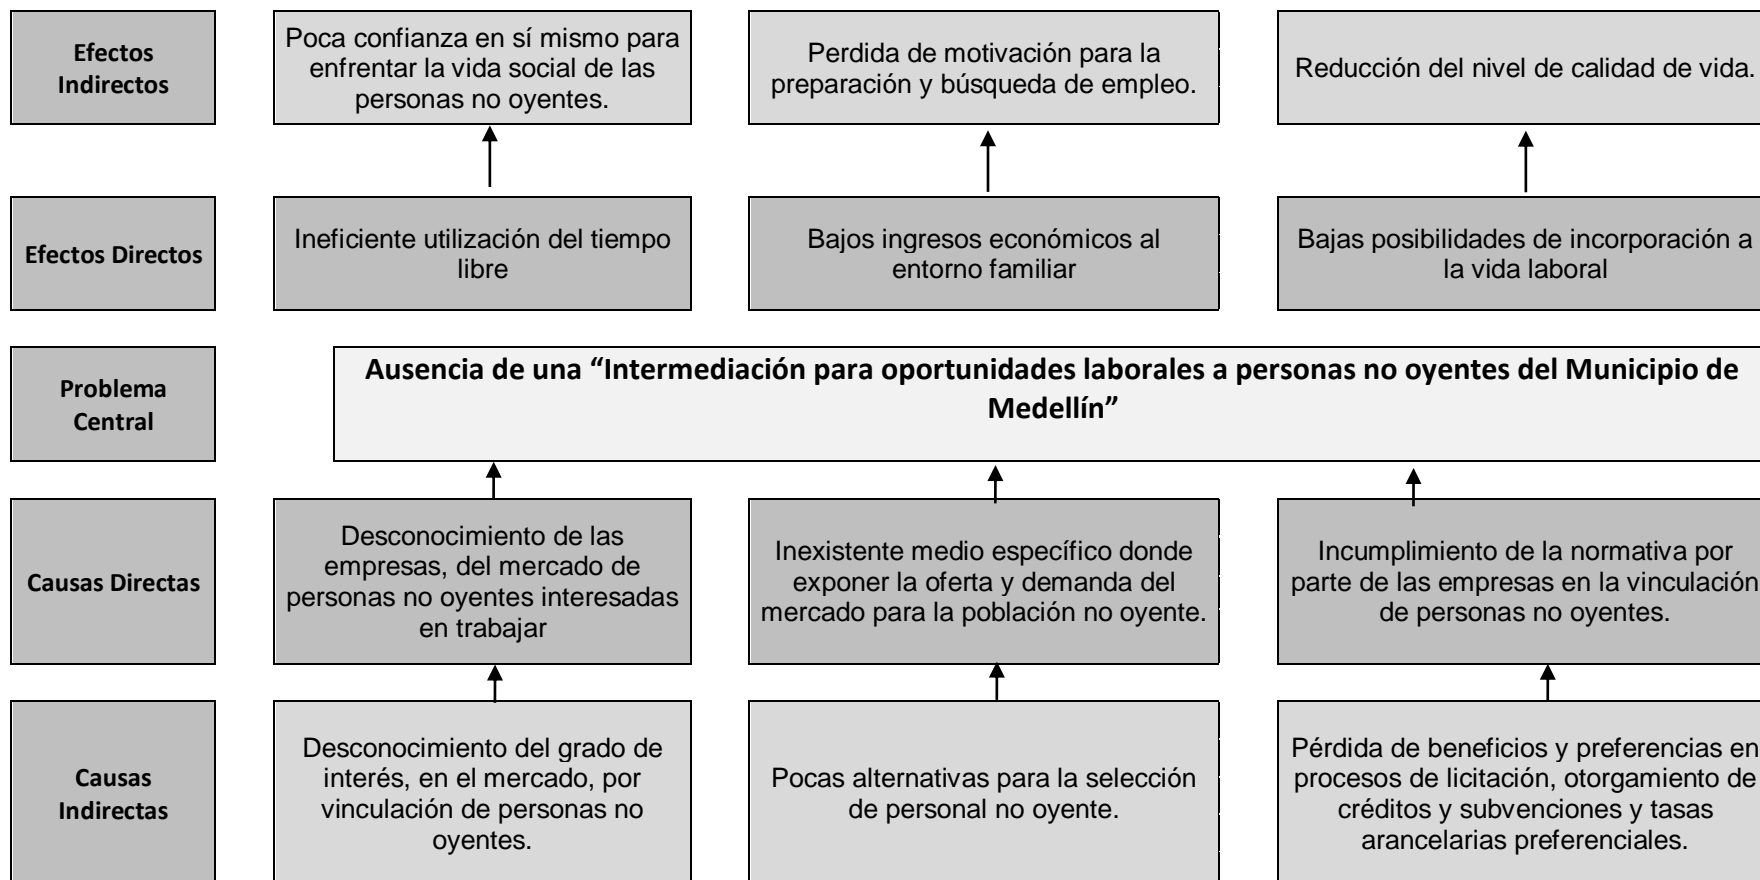 Efectos
Indirectos
Poca confianza en sí mismo para
enfrentar la vida social de las
personas no oyentes.
Perdida de motivación para la
preparación y búsqueda de empleo.
Reducción del nivel de calidad de vida.
Efectos Directos
Ineficiente utilización del tiempo
libre
Bajos ingresos económicos al
entorno familiar
Bajas posibilidades de incorporación a
la vida laboral
Problema
Central
Ausencia de una “Intermediación para oportunidades laborales a personas no oyentes del Municipio de
Medellín”
Causas Directas
Desconocimiento de las
empresas, del mercado de
personas no oyentes interesadas
en trabajar
Inexistente medio específico donde
exponer la oferta y demanda del
mercado para la población no oyente.
Incumplimiento de la normativa por
parte de las empresas en la vinculación
de personas no oyentes.
Causas
Indirectas
Desconocimiento del grado de
interés, en el mercado, por
vinculación de personas no
oyentes.
Pocas alternativas para la selección
de personal no oyente.
Pérdida de beneficios y preferencias en
procesos de licitación, otorgamiento de
créditos y subvenciones y tasas
arancelarias preferenciales.